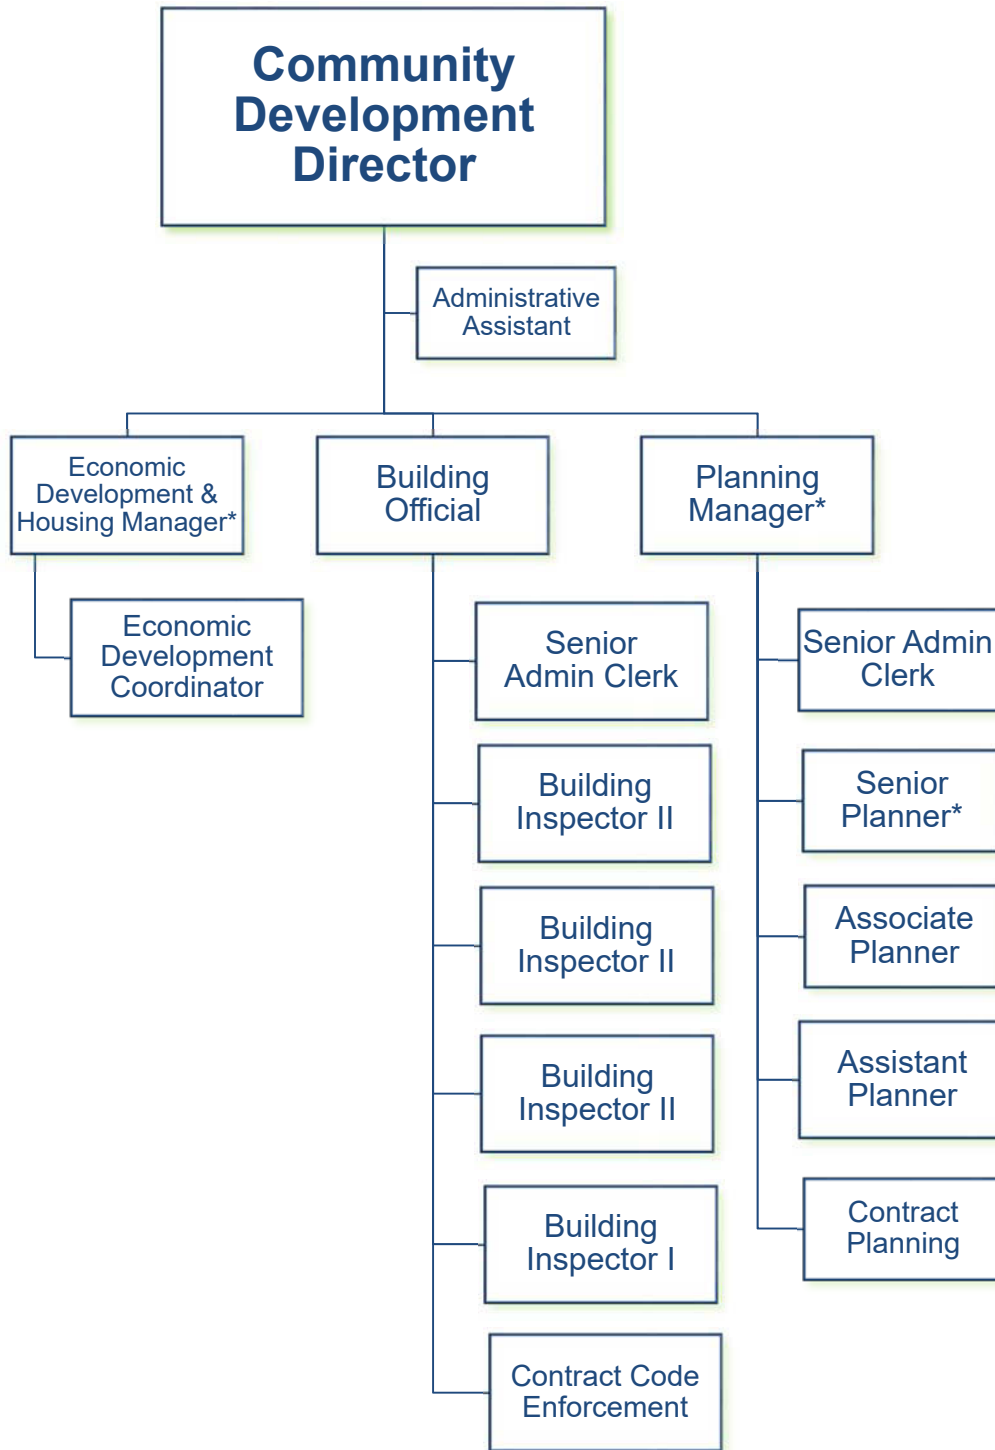 Community
Development
Director
Administrative
Assistant
Economic
Development &
Housing Manager*
Building
Official
Planning
Manager*
Economic
Development
Coordinator
Senior
Admin Clerk
Building
Inspector II
Building
Inspector II
Building
Inspector II
Building
Inspector I
Contract Code
Enforcement
Senior Admin
Clerk
Senior
Planner*
Associate
Planner
Assistant
Planner
Contract
Planning